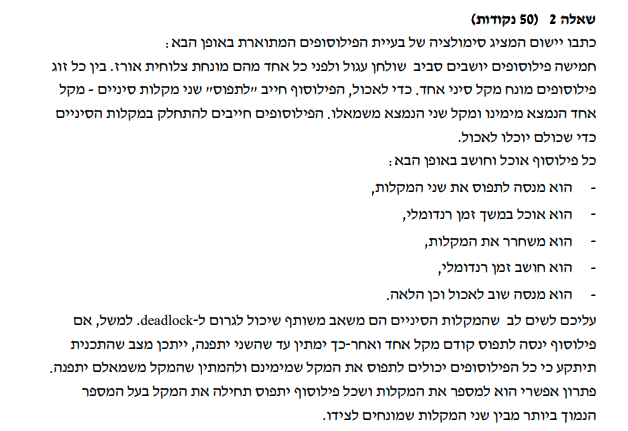 שאלה 2 (50 נקודות)
כתבו יישום המציג סימולציה של בעיית הפילוסופים המתוארת באופן הבא:
חמישה פילוסופים יושבים סביב שולחן עגול ולפני כל אחד מהם מונחת צלוחית אורז. בין כל זוג
פילוסופים מונח מקל סיני אחד. כדי לאכול, הפילוסוף חייב "לתפוס" שני מקלות סיניים - מקל
אחד הנמצא מימינו ומקל שני הנמצא משמאלו. הפילוסופים חייבים להתחלק במקלות הסיניים
כדי שכולם יוכלו לאכול.
כל פילוסוף אוכל וחושב באופן הבא:
- הוא מנסה לתפוס את שני המקלות,
- הוא אוכל במשך זמן רנדומלי,
- הוא משחרר את המקלות,
- הוא חושב זמן רנדומלי,
- הוא מנסה שוב לאכול וכן הלאה.
עליכם לשים לב שהמקלות הסיניים הם משאב משותף שיכול לגרום ל-deadlock. למשל, אם
פילוסוף ינסה לתפוס קודם מקל אחד ואחר-כך ימתין עד שהשני יתפנה, ייתכן מצב שהתכנית
תיתקע כי כל הפילוסופים יכולים לתפוס את המקל שמימינם ולהמתין שהמקל משמאלם יתפנה.
פתרון אפשרי הוא למספר את המקלות ושכל פילוסוף יתפוס תחילה את המקל בעל המספר
הנמוך ביותר מבין שני המקלות שמונחים לצידו.